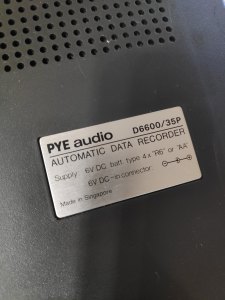 PYE audio D6600/35P
AUTOMATIC DATA RECORDER
Supply: 6V DC batt. type 4 x "R6" or "AA"
6V DC-in connector
Made in Singapore